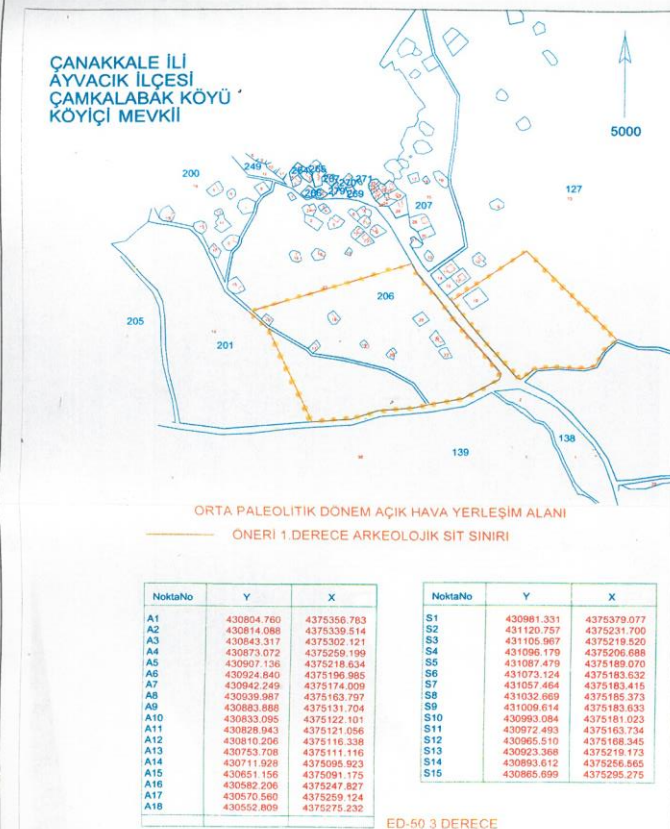 ÇANAKKALE İLİ
AYVACIK İLÇESİ
ÇAMKALABAK KÖYÜ
KÖYİÇİ MEVKİİ
5000
200
249
265
271
269
207
127
206
205
201
139
138
ORTA PALEOLİTİK DÖNEM AÇIK HAVA YERLEŞİM ALANI
ÖNERİ 1.DERECE ARKEOLOJİK SİT SINIRI
NoktaNo Y X
A1 430804.760 4375356.783
A2 430814.088 4375339.514
A3 430843.317 4375302.121
A4 430873.072 4375259.199
A5 430907.136 4375218.634
A6 430924.840 4375196.985
A7 430942.249 4375174.009
A8 430939.987 4375163.797
A9 430883.888 4375131.704
A10 430833.095 4375122.101
A11 430828.943 4375121.056
A12 430810.206 4375116.338
A13 430753.708 4375111.116
A14 430711.928 4375095.923
A15 430651.156 4375091.175
A16 430582.206 4375247.827
A17 430570.560 4375259.124
A18 430552.809 4375275.232
NoktaNo Y X
S1 430981.331 4375379.077
S2 431120.757 4375231.700
S3 431105.967 4375219.520
S4 431096.179 4375206.688
S5 431087.479 4375189.070
S6 431073.124 4375183.632
S7 431057.464 4375183.415
S8 431032.669 4375185.373
S9 431009.614 4375183.633
S10 430993.084 4375181.023
S11 430972.493 4375163.734
S12 430965.510 4375168.345
S13 430923.368 4375219.173
S14 430893.612 4375256.565
S15 430865.699 4375295.275
ED-50 3 DERECE